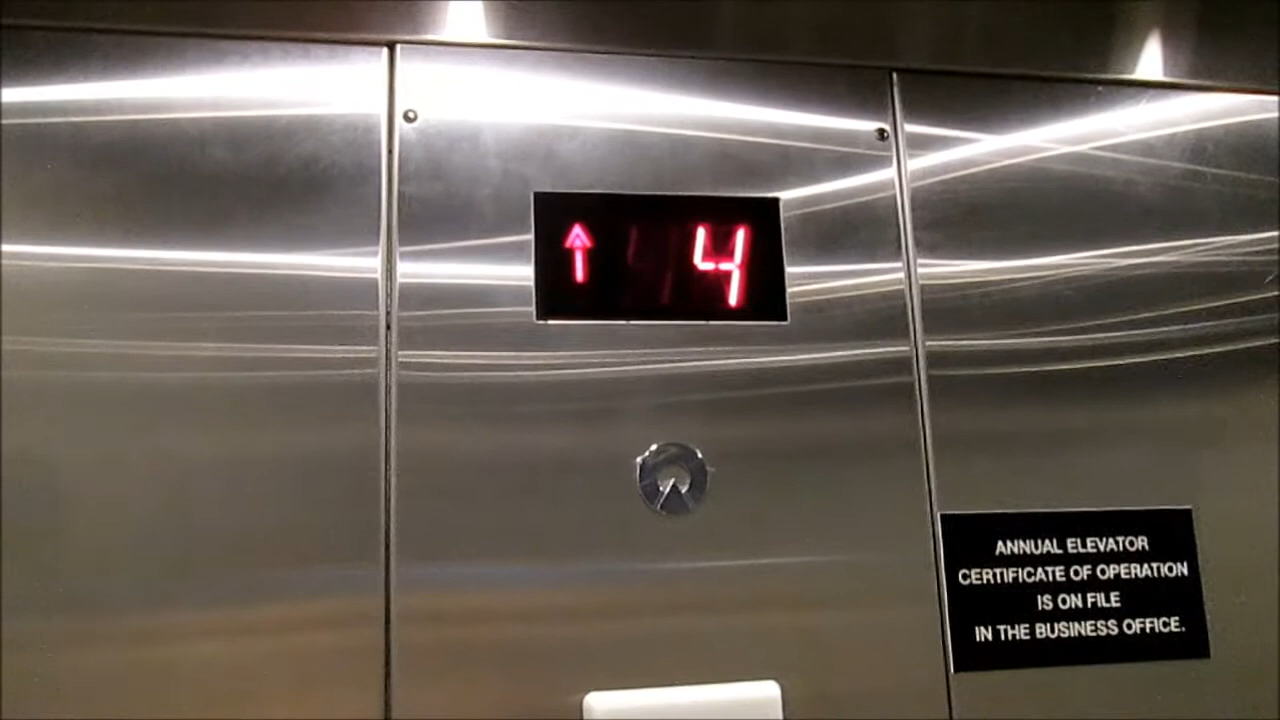 ↑ 4
ANNUAL ELEVATOR
CERTIFICATE OF OPERATION
IS ON FILE
IN THE BUSINESS OFFICE.